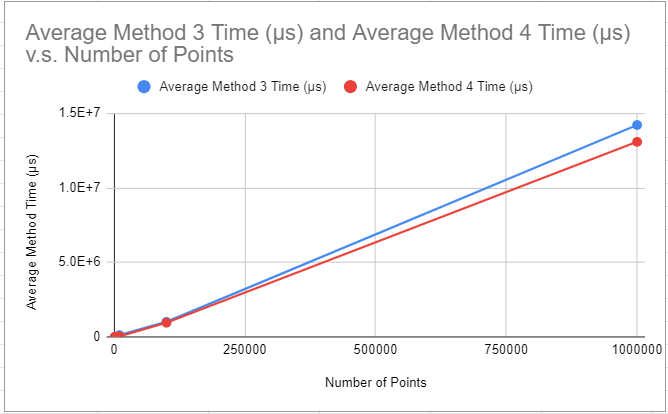 Average Method 3 Time (µs) and Average Method 4 Time (µs)
v.s. Number of Points
Average Method 3 Time (µs)
Average Method 4 Time (µs)
Average Method Time (µs)
1.5E+7
1.0E+7
5.0E+6
0
0
250000
500000
750000
1000000
Number of Points